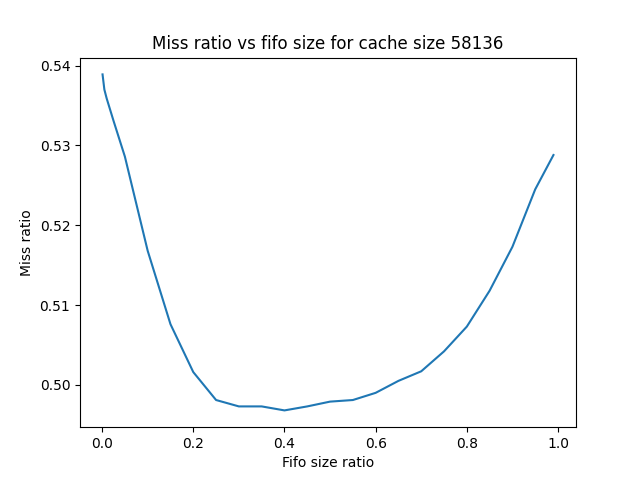 Miss ratio vs fifo size for cache size 58136
0.54
0.53
0.52
0.51
0.50
Miss ratio
0.0 0.2 0.4 0.6 0.8 1.0
Fifo size ratio